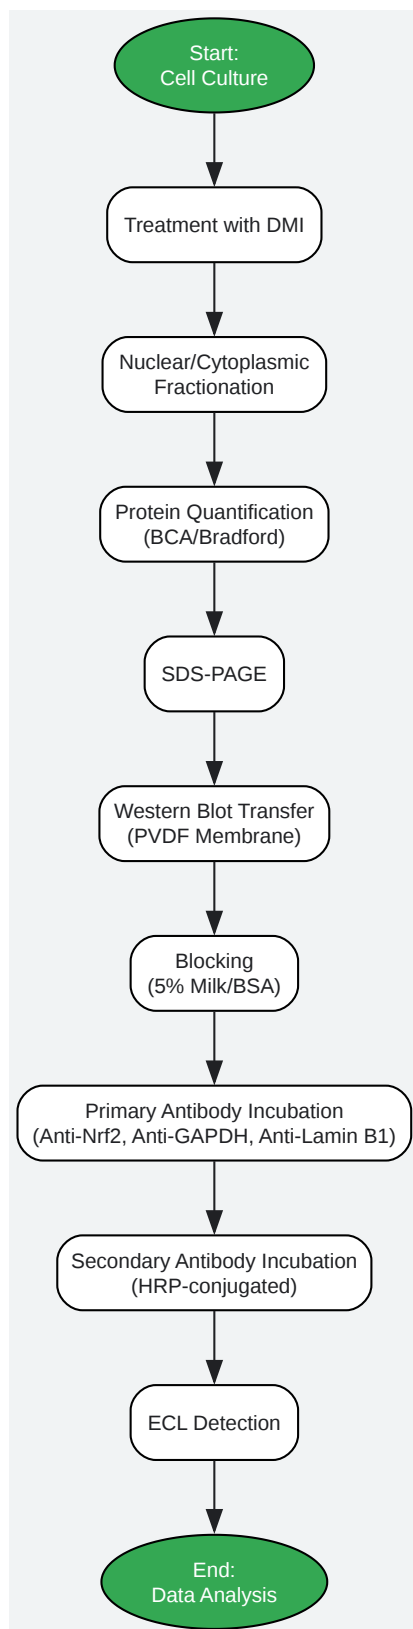 Start:
Cell Culture
Treatment with DMI
Nuclear/Cytoplasmic
Fractionation
Protein Quantification
(BCA/Bradford)
SDS-PAGE
Western Blot Transfer
(PVDF Membrane)
Blocking
(5% Milk/BSA)
Primary Antibody Incubation
(Anti-Nrf2, Anti-GAPDH, Anti-Lamin B1)
Secondary Antibody Incubation
(HRP-conjugated)
ECL Detection
End:
Data Analysis